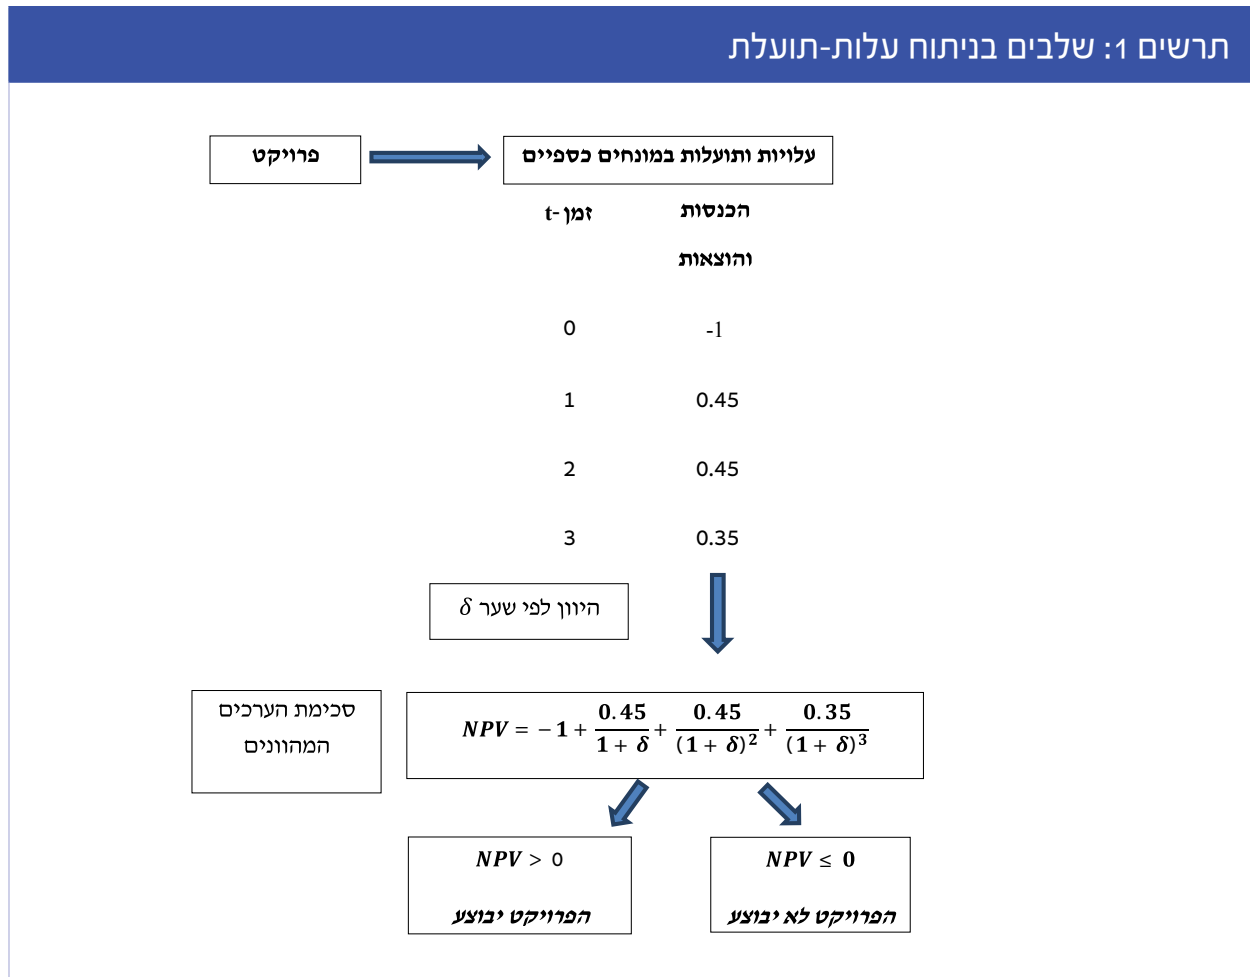 תרשים 1: שלבים בניתוח עלות-תועלת
פרויקט
עלויות ותועלות במונחים כספיים
זמן -t
הכנסות
והוצאות
0 -1
1 0.45
2 0.45
3 0.35
היוון לפי שער δ
סכימת הערכים
המהוונים
NPV = − 1 + 0.45/(1 + δ) + 0.45/(1 + δ)² + 0.35/(1 + δ)³
NPV > 0
הפרויקט יבוצע
NPV ≤ 0
הפרויקט לא יבוצע